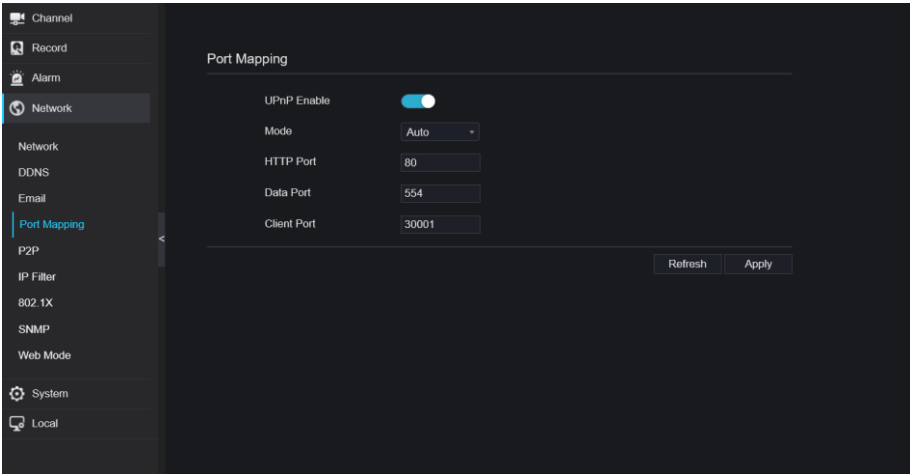 Channel
Record
Alarm
Network
Network
DDNS
Email
Port Mapping
P2P
IP Filter
802.1X
SNMP
Web Mode
System
Local
<
Port Mapping
UPnP Enable
Mode Auto
HTTP Port 80
Data Port 554
Client Port 30001
Refresh Apply